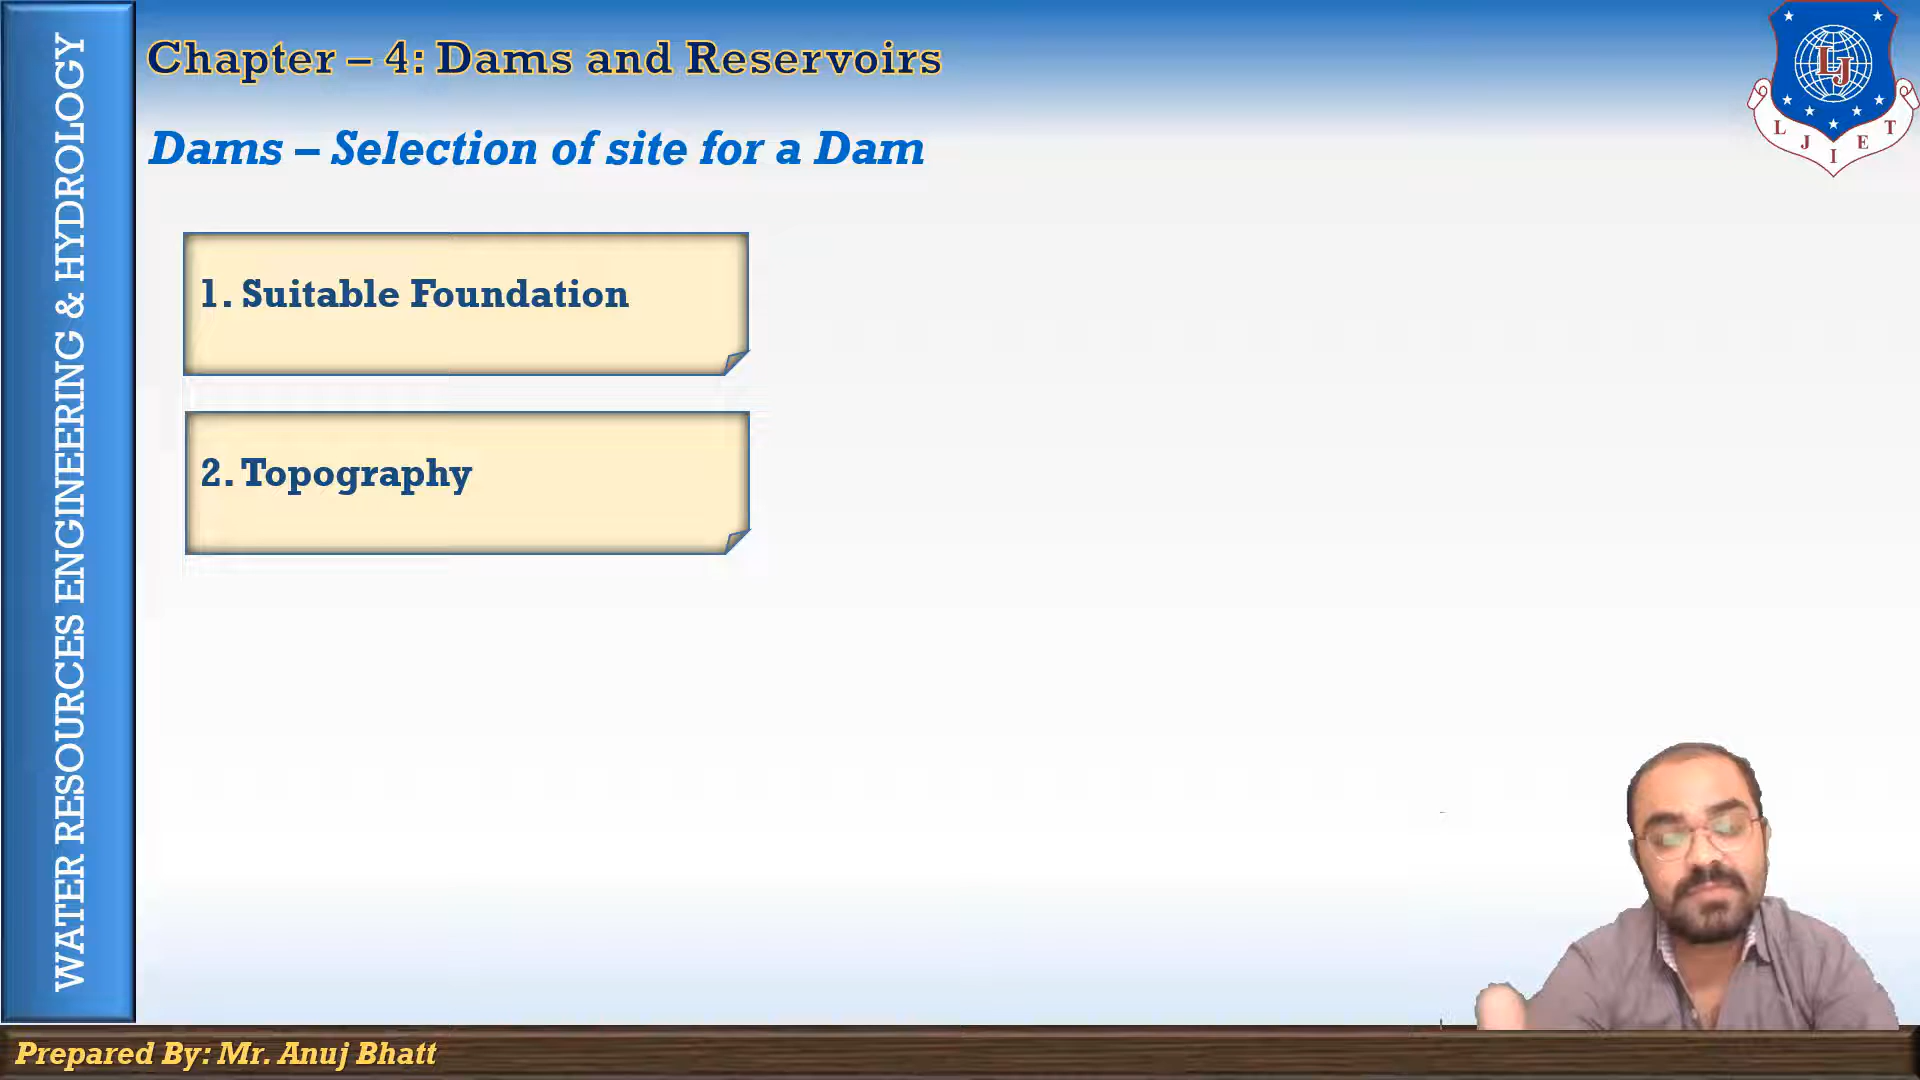 WATER RESOURCES ENGINEERING & HYDROLOGY
Chapter – 4: Dams and Reservoirs
Dams – Selection of site for a Dam
1. Suitable Foundation
2. Topography
LJ
L J I E T
Prepared By: Mr. Anuj Bhatt